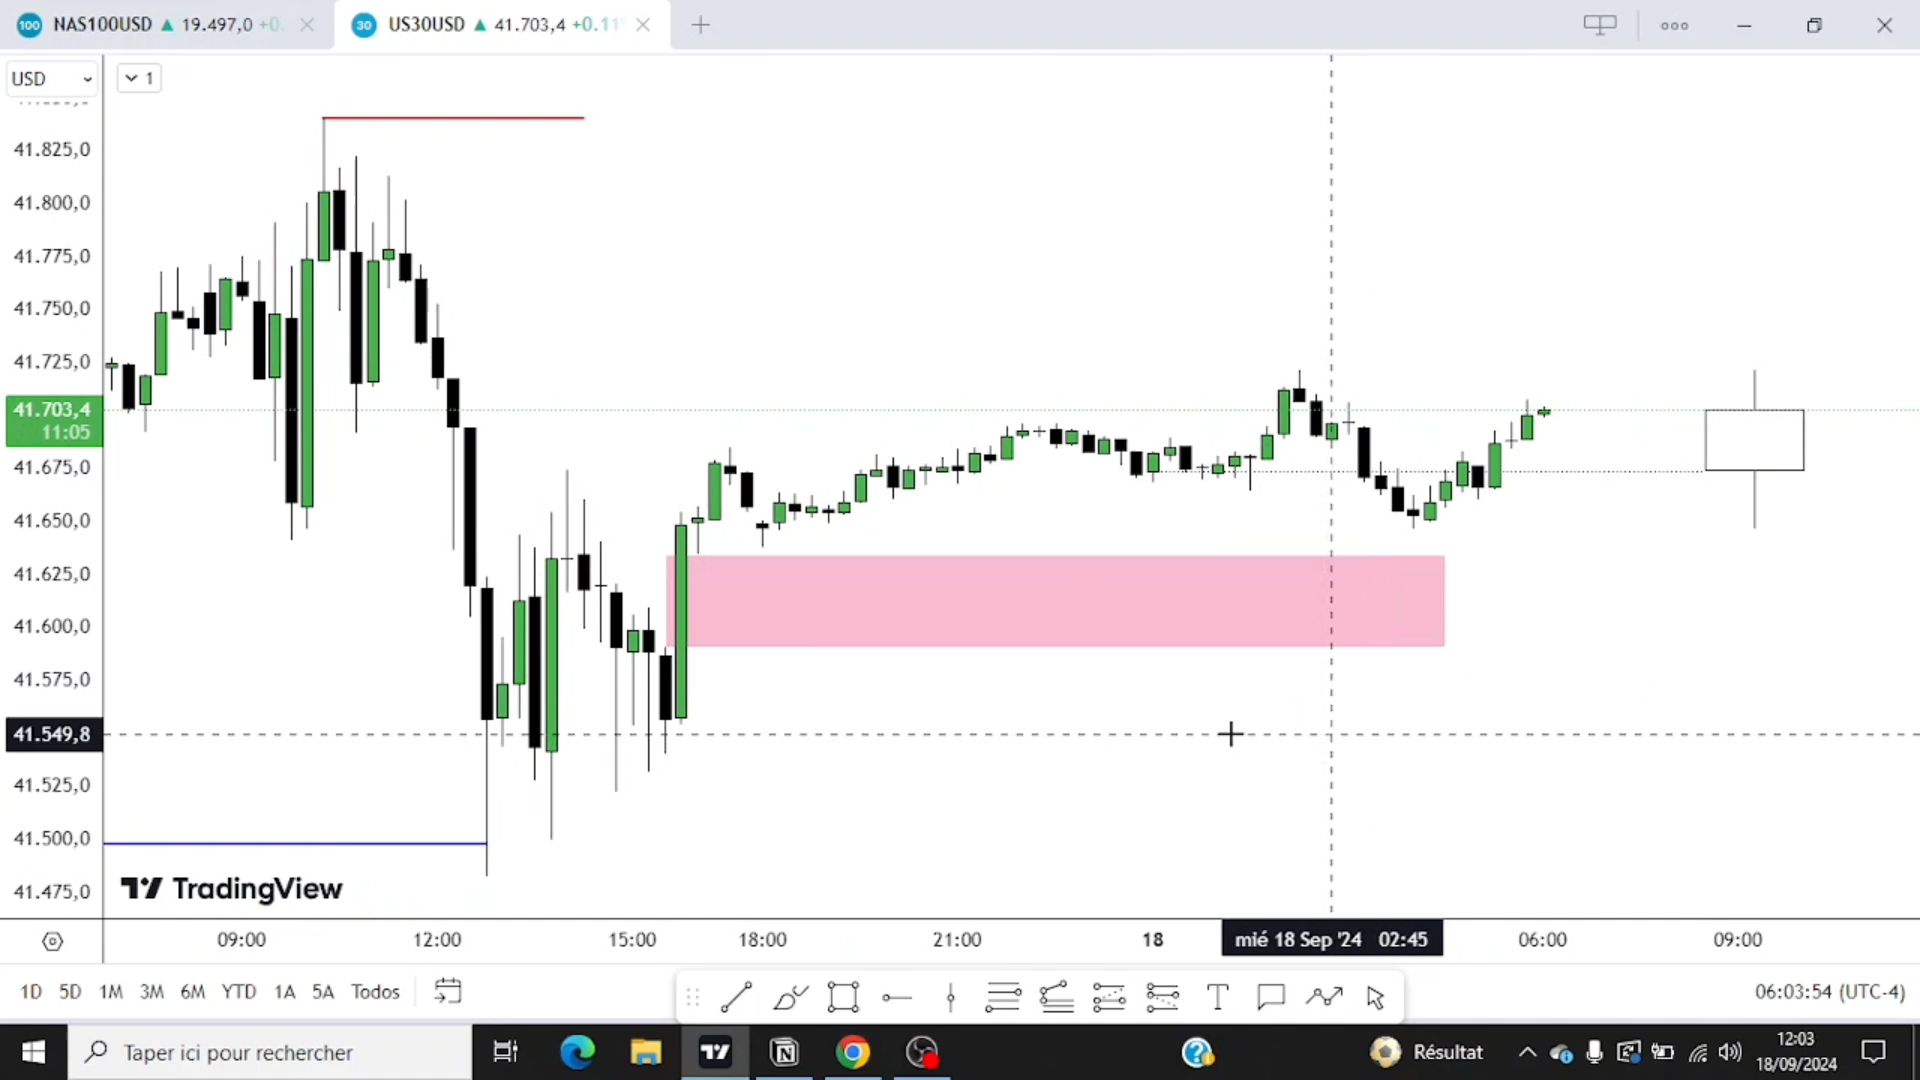 NAS100USD ▲ 19.497,0 +0.
US30USD ▲ 41.703,4 +0.11
USD
1
41.825,0
41.800,0
41.775,0
41.750,0
41.725,0
41.703,4
11:05
41.675,0
41.650,0
41.625,0
41.600,0
41.575,0
41.549,8
41.525,0
41.500,0
41.475,0
TradingView
09:00 12:00 15:00 18:00 21:00 18 mié 18 Sep '24 02:45 06:00 09:00
1D 5D 1M 3M 6M YTD 1A 5A Todos
06:03:54 (UTC-4)
Taper ici pour rechercher
Résultat
12:03
18/09/2024